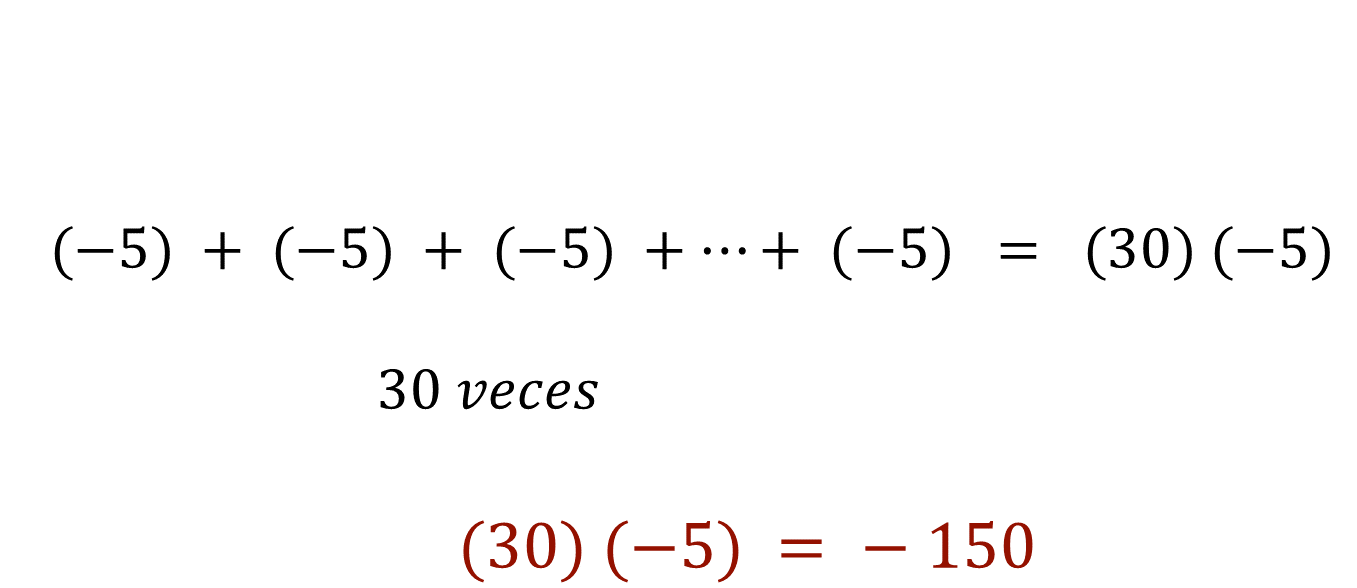 (−5) + (−5) + (−5) + ⋯ + (−5) = (30) (−5)
30 veces
(30) (−5) = − 150